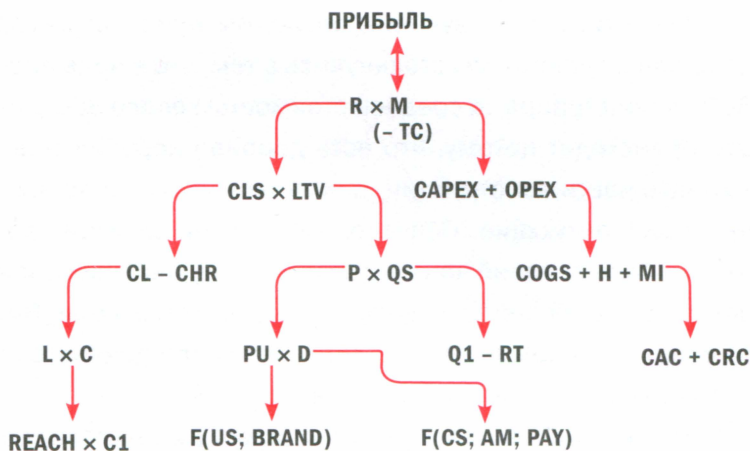 ПРИБЫЛЬ
R × M
(– TC)
CLS × LTV
CAPEX + OPEX
CL – CHR
P × QS
COGS + H + MI
L × C
PU × D
Q1 – RT
CAC + CRC
REACH × C1
F(US; BRAND)
F(CS; AM; PAY)